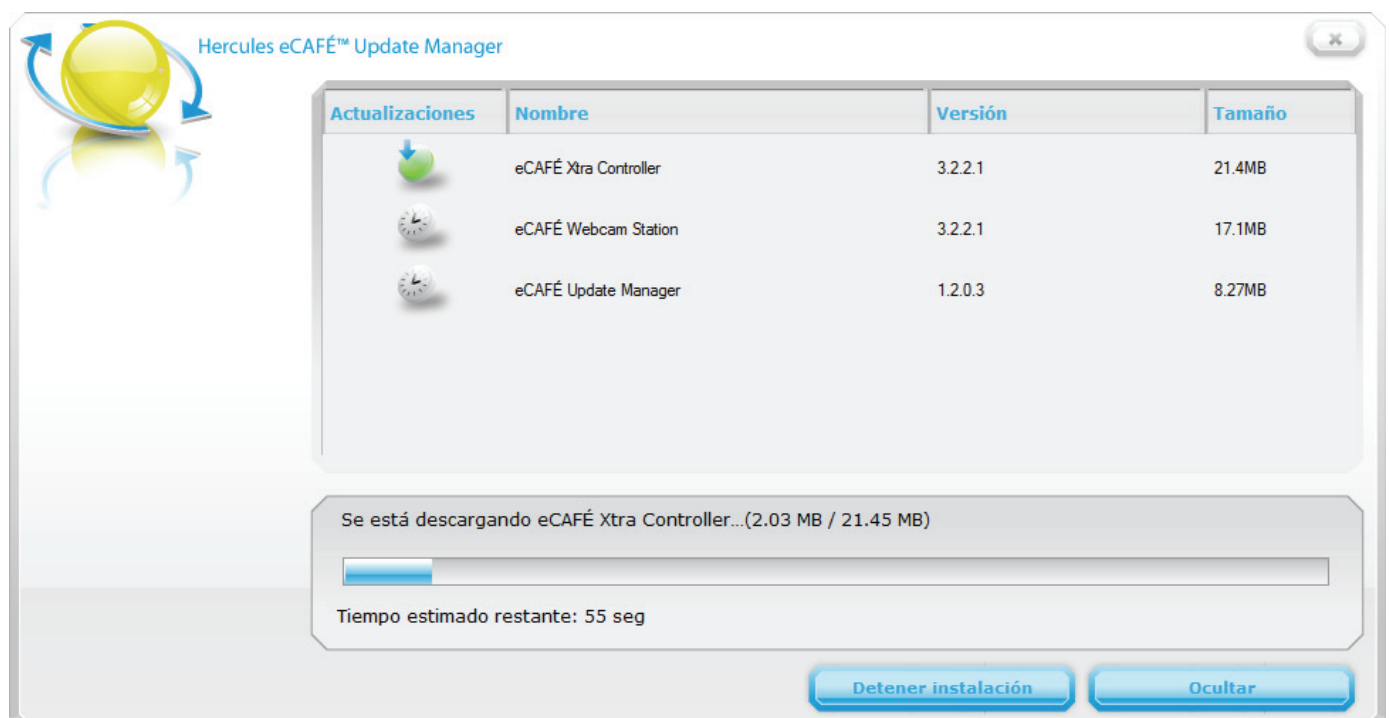 Hercules eCAFÉ™ Update Manager
Actualizaciones Nombre Versión Tamaño
eCAFÉ Xtra Controller 3.2.2.1 21.4MB
eCAFÉ Webcam Station 3.2.2.1 17.1MB
eCAFÉ Update Manager 1.2.0.3 8.27MB
Se está descargando eCAFÉ Xtra Controller...(2.03 MB / 21.45 MB)
Tiempo estimado restante: 55 seg
Detener instalación Ocultar